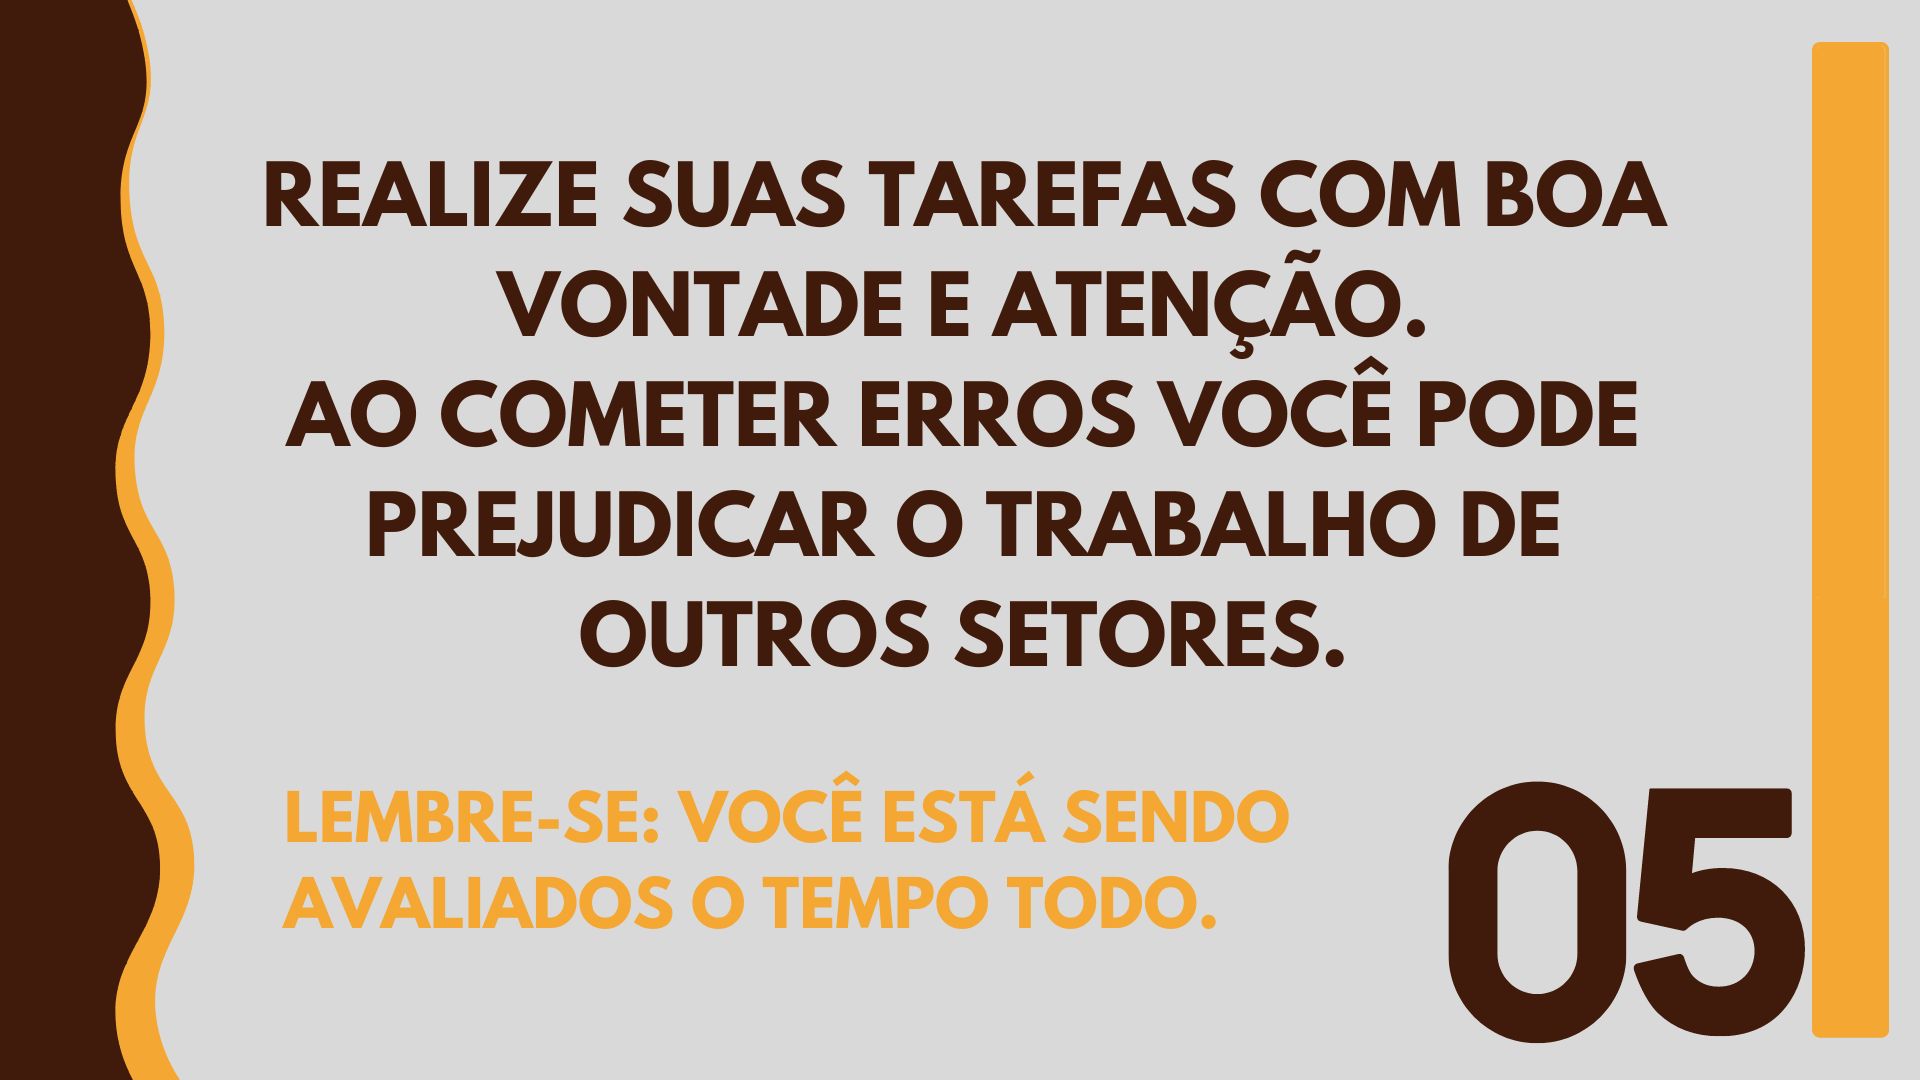 REALIZE SUAS TAREFAS COM BOA
VONTADE E ATENÇÃO.
AO COMETER ERROS VOCÊ PODE
PREJUDICAR O TRABALHO DE
OUTROS SETORES.
LEMBRE-SE: VOCÊ ESTÁ SENDO
AVALIADOS O TEMPO TODO.
05